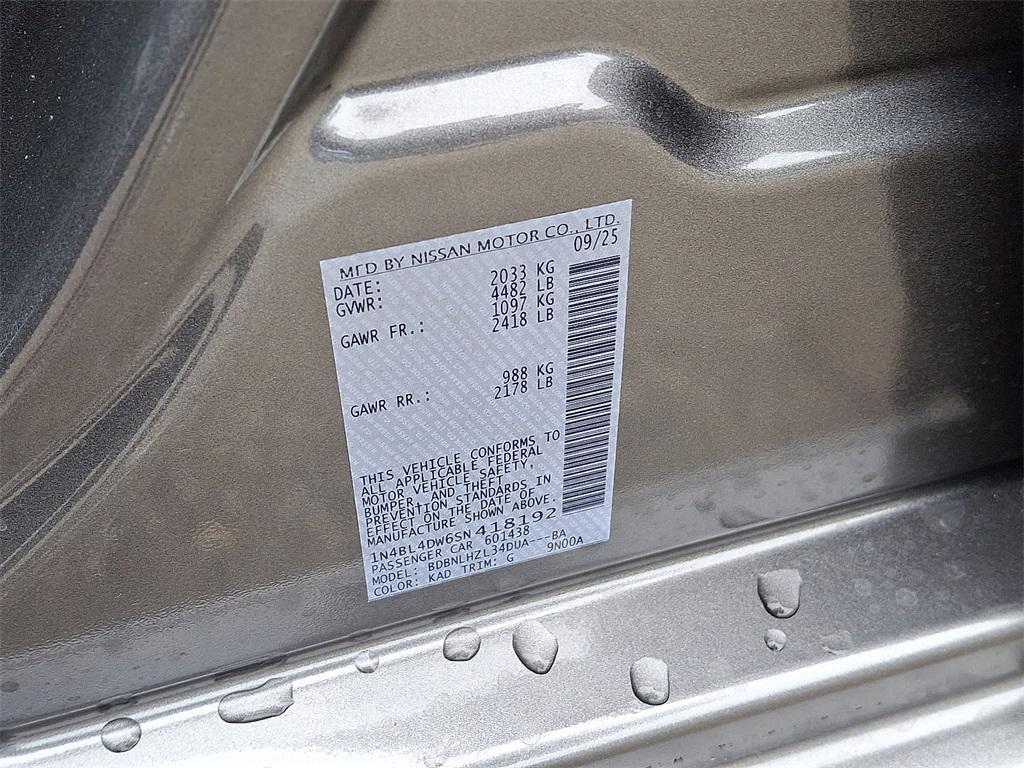 MFD BY NISSAN MOTOR CO., LTD.
DATE: 09/25
GVWR: 2033 KG
4482 LB
GAWR FR.: 1097 KG
2418 LB
GAWR RR.: 988 KG
2178 LB
THIS VEHICLE CONFORMS TO
ALL APPLICABLE FEDERAL
MOTOR VEHICLE SAFETY,
BUMPER, AND THEFT
PREVENTION STANDARDS IN
EFFECT ON THE DATE OF
MANUFACTURE SHOWN ABOVE.
1N4BL4DW6SN418192
PASSENGER CAR 601438
MODEL: BDBNLHZL34DUA---BA
COLOR: KAD TRIM: G 9N00A